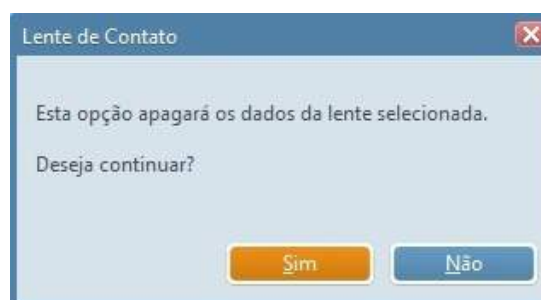 Lente de Contato
Esta opção apagará os dados da lente selecionada.
Deseja continuar?
Sim
Não